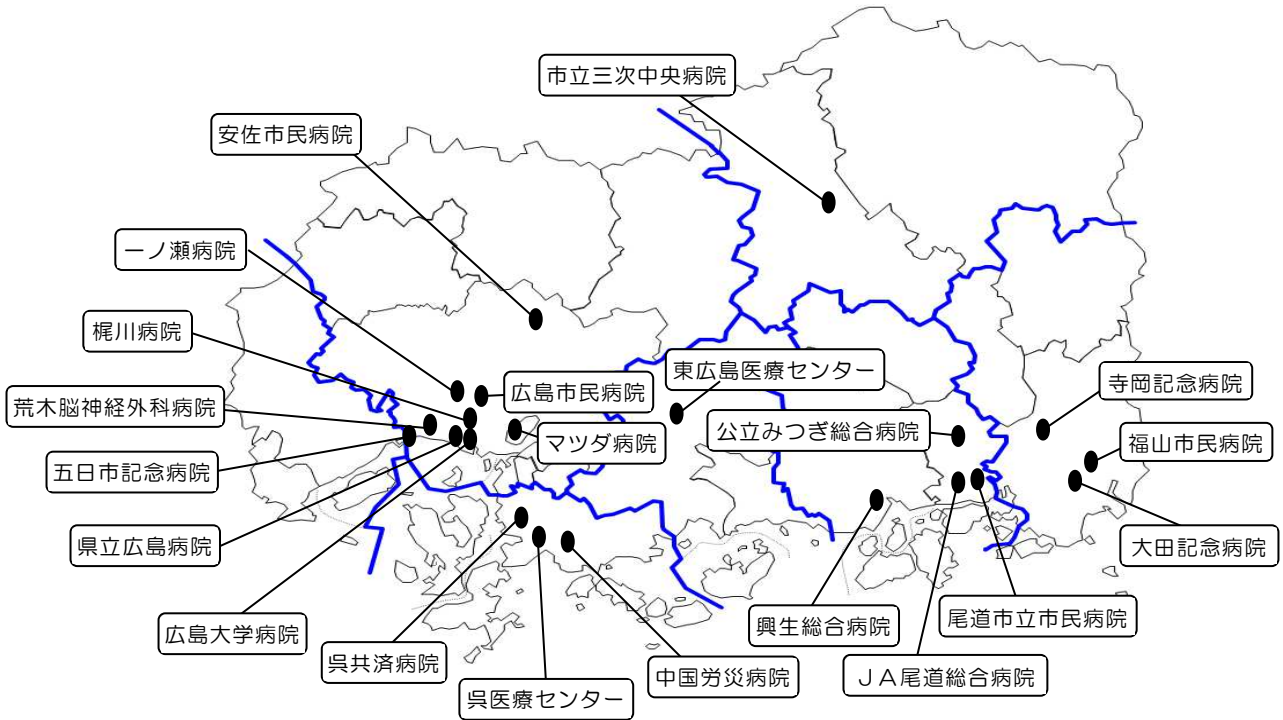 市立三次中央病院
安佐市民病院
一ノ瀬病院
梶川病院
広島市民病院
東広島医療センター
寺岡記念病院
荒木脳神経外科病院
マツダ病院
公立みつぎ総合病院
福山市民病院
五日市記念病院
県立広島病院
大田記念病院
広島大学病院
興生総合病院
尾道市立市民病院
呉共済病院
中国労災病院
ＪＡ尾道総合病院
呉医療センター